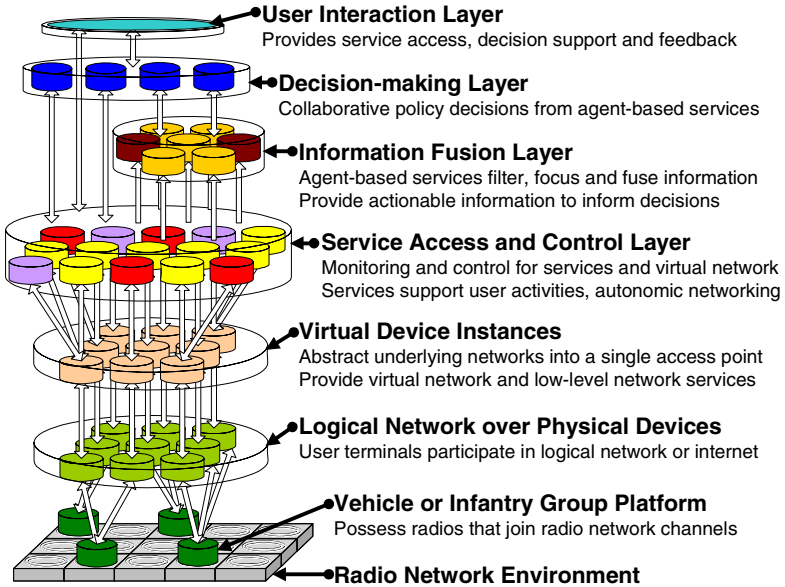 User Interaction Layer
Provides service access, decision support and feedback
Decision-making Layer
Collaborative policy decisions from agent-based services
Information Fusion Layer
Agent-based services filter, focus and fuse information
Provide actionable information to inform decisions
Service Access and Control Layer
Monitoring and control for services and virtual network
Services support user activities, autonomic networking
Virtual Device Instances
Abstract underlying networks into a single access point
Provide virtual network and low-level network services
Logical Network over Physical Devices
User terminals participate in logical network or internet
Vehicle or Infantry Group Platform
Possess radios that join radio network channels
Radio Network Environment